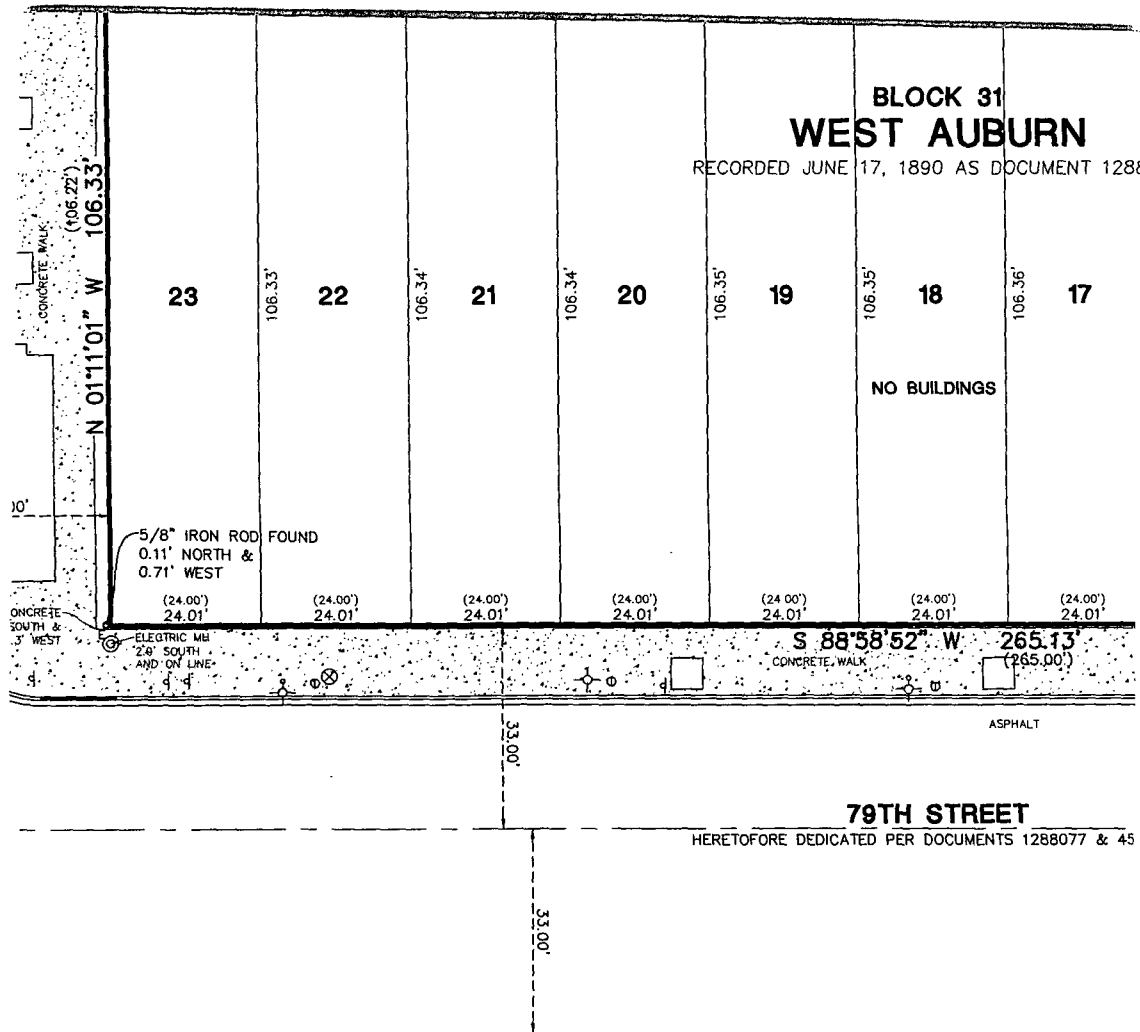 BLOCK 31
WEST AUBURN
RECORDED JUNE 17, 1890 AS DOCUMENT 1288
(106.22')
N 01°11'01" W 106.33'
CONCRETE WALK
23
106.33'
22
106.34'
21
106.34'
20
106.35'
19
106.35'
18
106.36'
17
NO BUILDINGS
00'
5/8" IRON ROD FOUND
0.11' NORTH &
0.71' WEST
(24.00')
24.01'
(24.00')
24.01'
(24.00')
24.01'
(24.00')
24.01'
(24.00')
24.01'
(24.00')
24.01'
(24.00')
24.01'
ONCRETE
SOUTH &
3' WEST
ELECTRIC MH
SOUTH
AND ON LINE
S 88°58'52" W 265.13'
(265.00')
CONCRETE WALK
ASPHALT
33.00'
79TH STREET
HERETOFORE DEDICATED PER DOCUMENTS 1288077 & 45
33.00'